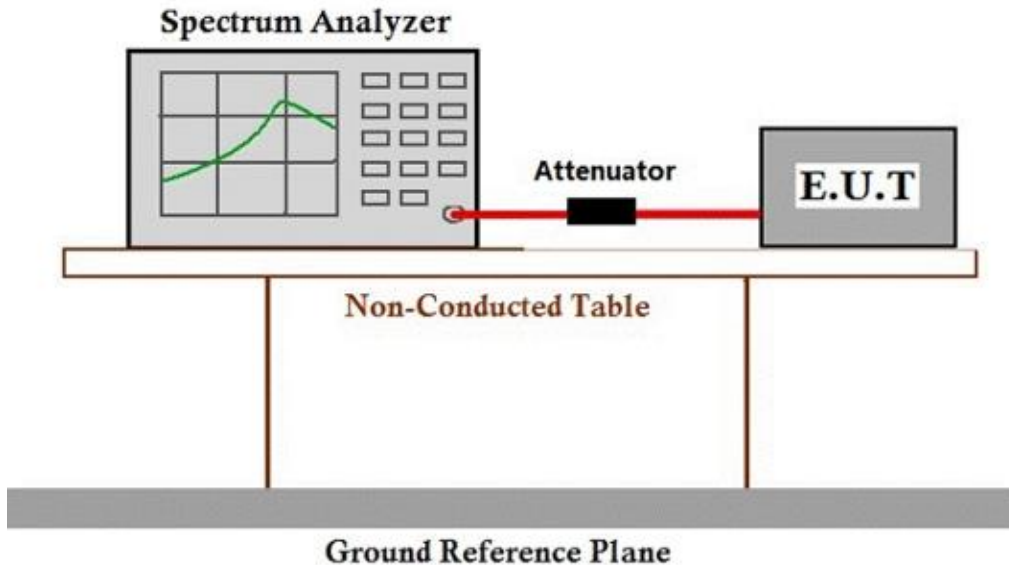 Spectrum Analyzer
Attenuator
E.U.T
Non-Conducted Table
Ground Reference Plane